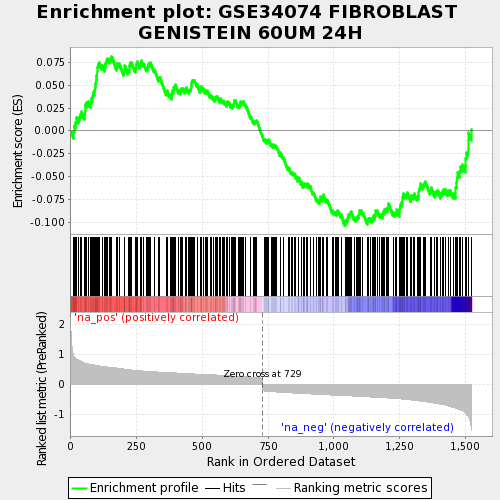 Enrichment plot: GSE34074 FIBROBLAST
GENISTEIN 60UM 24H
Enrichment score (ES)
0.075
0.050
0.025
0.000
-0.025
-0.050
-0.075
-0.100
'na_pos' (positively correlated)
Ranked list metric (PreRanked)
2
1
0
-1
Zero cross at 729
'na_neg' (negatively correlated)
0
250
500
750
1,000
1,250
1,500
Rank in Ordered Dataset
Enrichment profile
Hits
Ranking metric scores